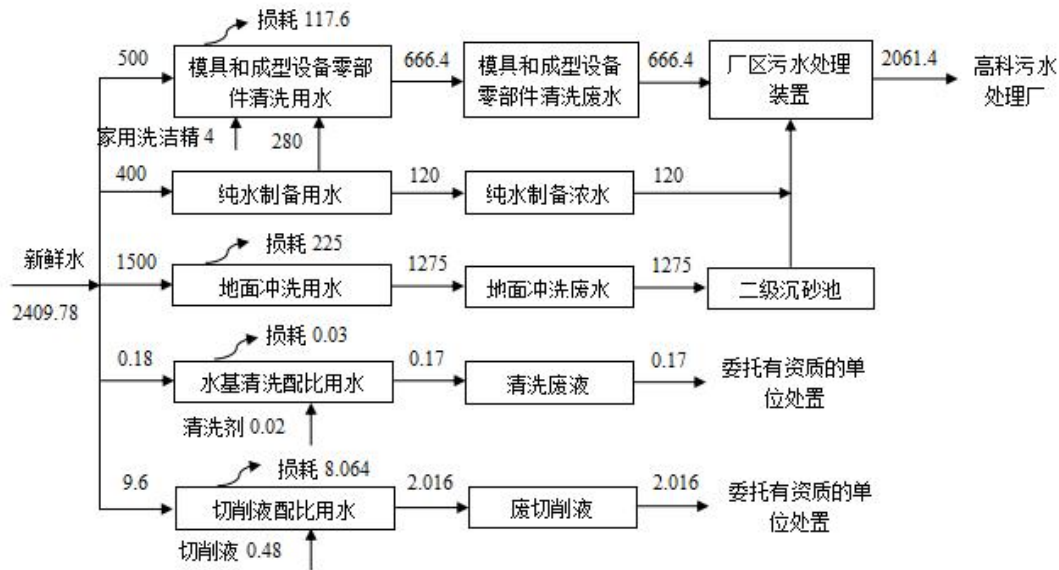 损耗 117.6
500
模具和成型设备零部
件清洗用水
666.4
模具和成型设备
零部件清洗废水
666.4
厂区污水处理
装置
2061.4
高科污水
处理厂
家用洗洁精 4
280
400
纯水制备用水
120
纯水制备浓水
120
新鲜水
2409.78
损耗 225
1500
地面冲洗用水
1275
地面冲洗废水
1275
二级沉砂池
损耗 0.03
0.18
水基清洗配比用水
0.17
清洗废液
0.17
委托有资质的单
位处置
清洗剂 0.02
损耗 8.064
9.6
切削液配比用水
2.016
废切削液
2.016
委托有资质的单
位处置
切削液 0.48